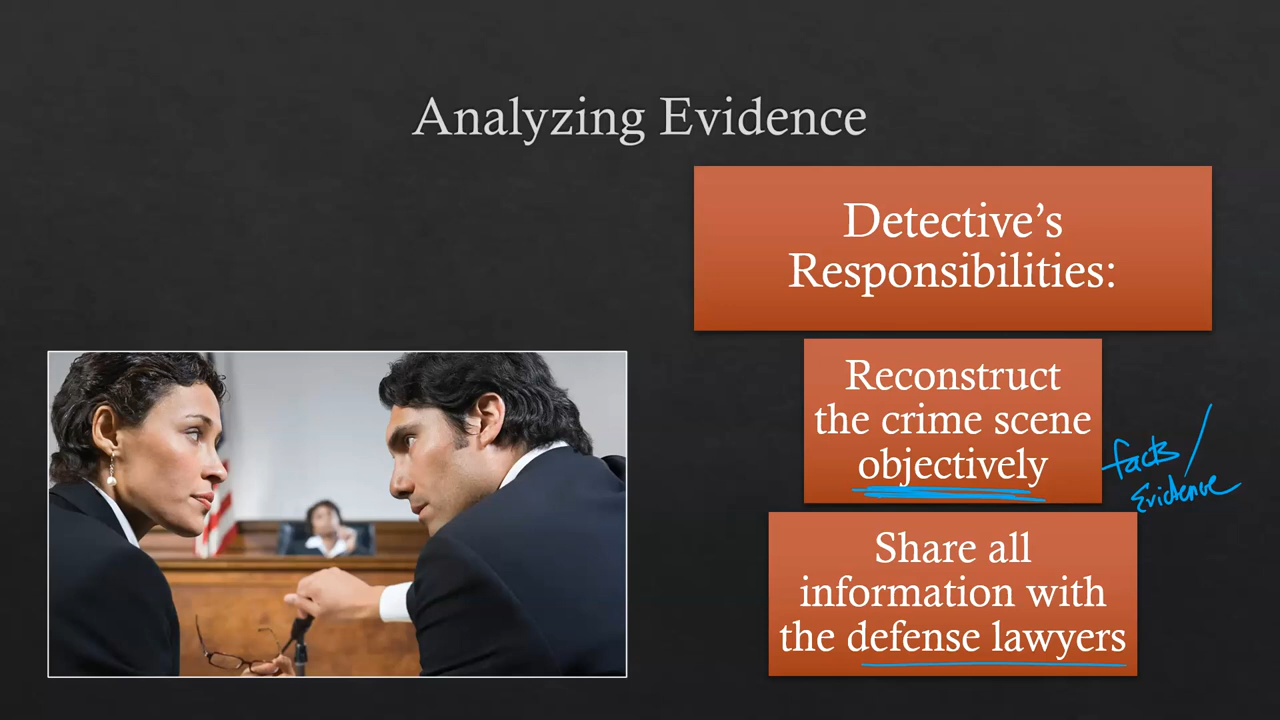 Analyzing Evidence
Detective’s
Responsibilities:
Reconstruct
the crime scene
objectively
facts /
Evidence
Share all
information with
the defense lawyers